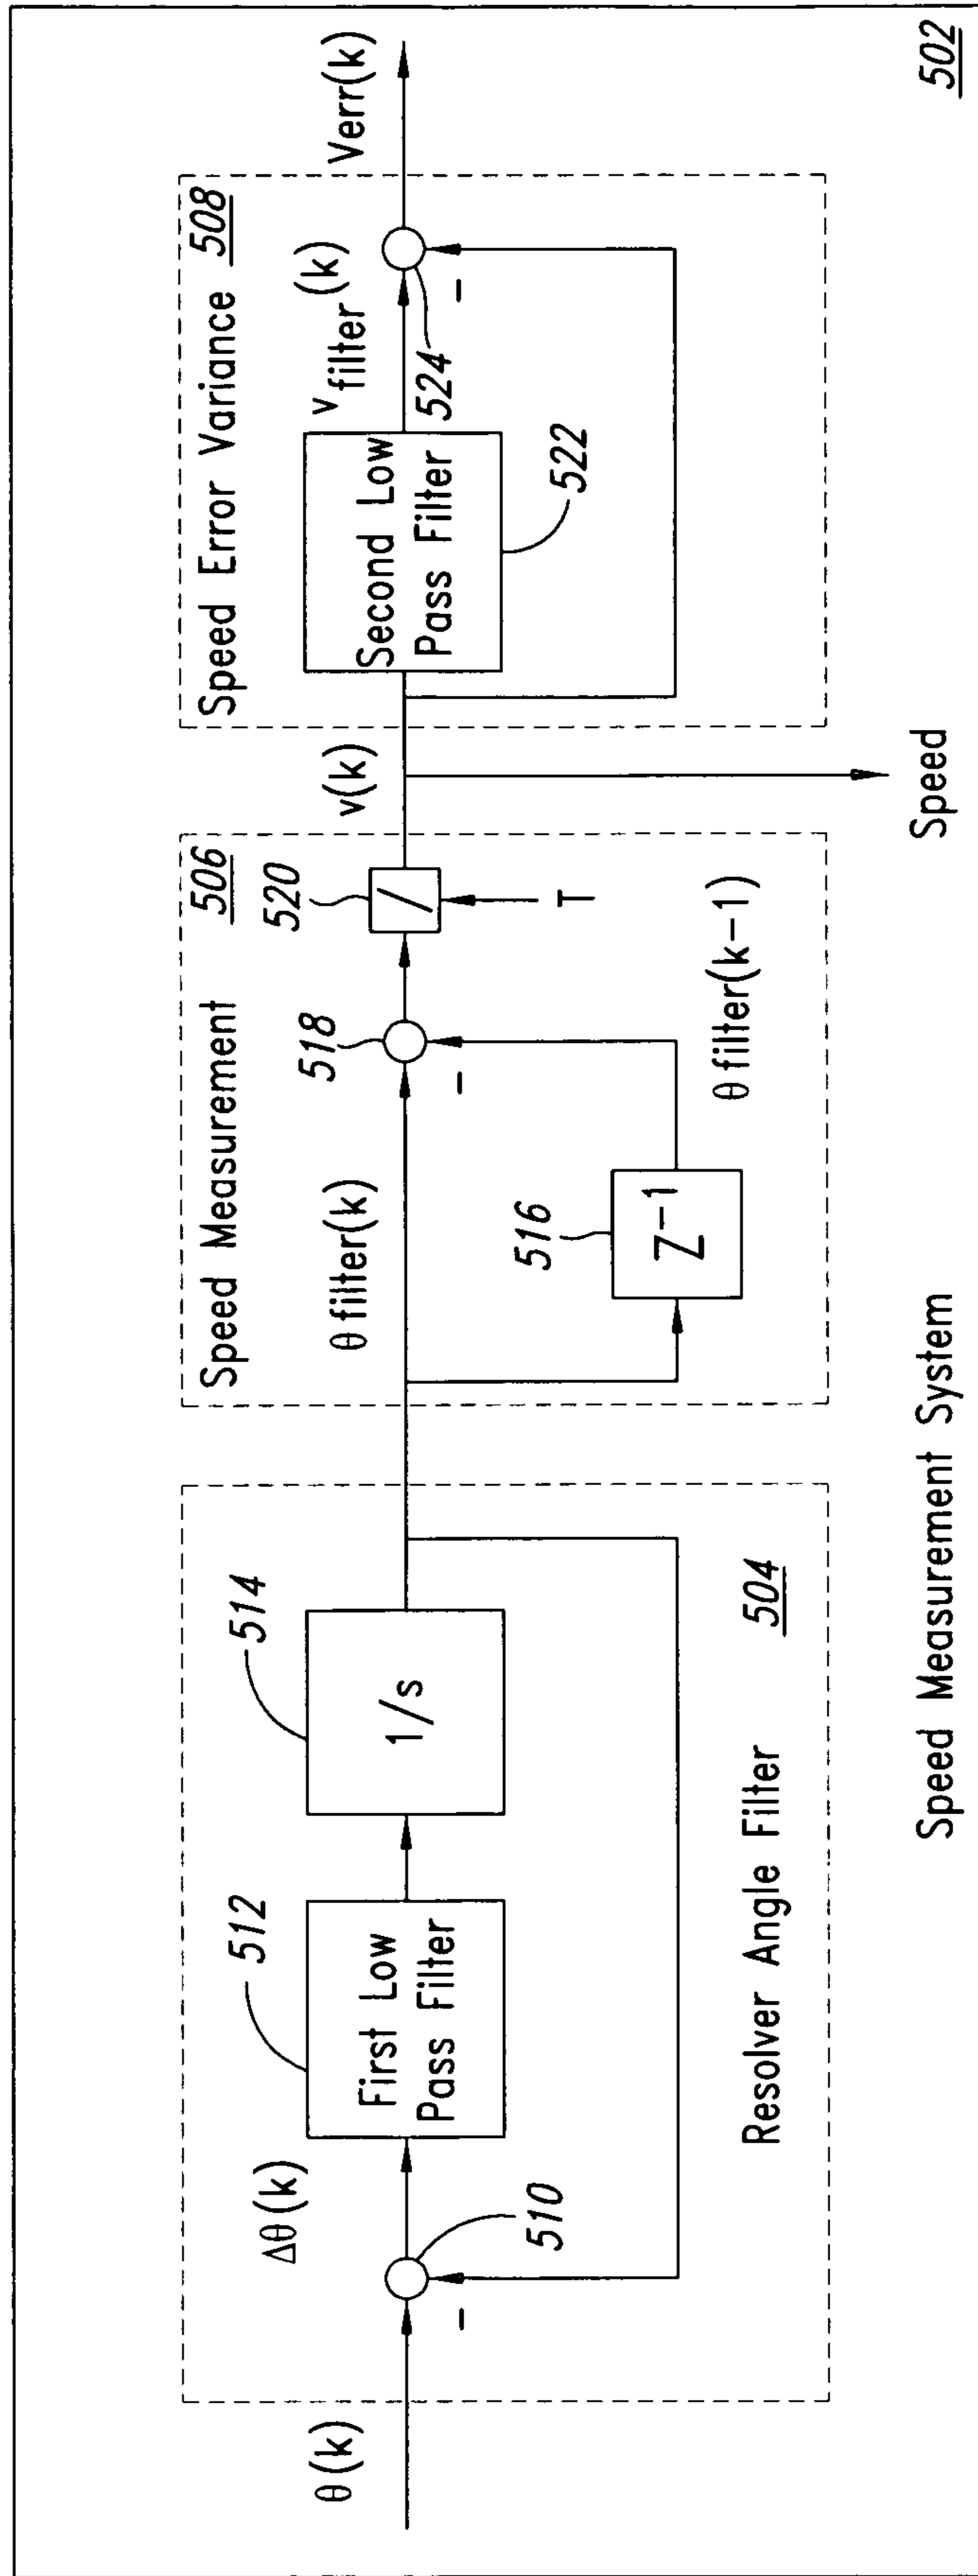 502
Resolver Angle Filter
504
θ(k)
Δθ(k)
510
–
First Low
Pass Filter
512
1/s
514
Speed Measurement
506
θ filter(k)
Z⁻¹
516
θ filter(k−1)
–
518
520
/
T
v(k)
Speed
Speed Error Variance
508
Second Low
Pass Filter
522
v filter (k)
524
–
Verr(k)
Speed Measurement System